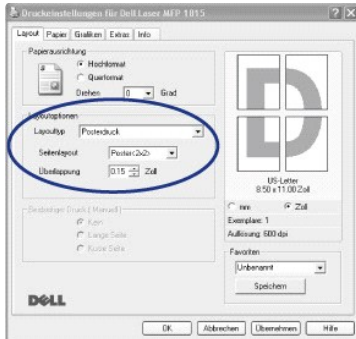 Druckeinstellungen für Dell Laser MFP 1815
Layout Papier Grafiken Extras Info
Papierausrichtung
Hochformat
Querformat
Drehen 0 Grad
Layoutoptionen
Layouttyp Posterdruck
Seitenlayout Poster<2x2>
Überlappung 0.15 Zoll
Beidseitiger Druck (Manuell)
Kein
Lange Seite
Kurze Seite
DELL
D
US-Letter
8.50 x 11.00 Zoll
mm Zoll
Exemplare: 1
Auflösung: 600 dpi
Favoriten
Unbenannt
Speichern
OK Abbrechen Übernehmen Hilfe